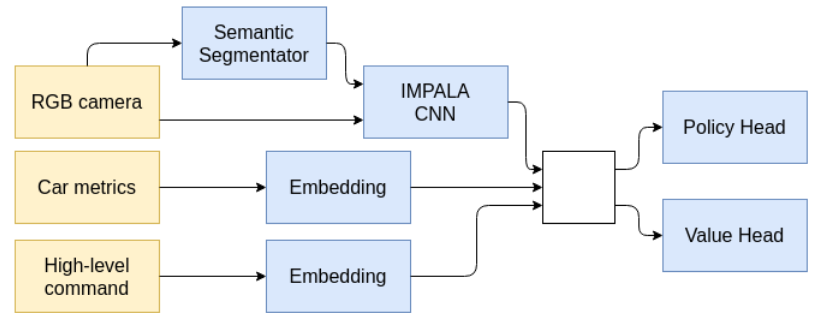 Semantic
Segmentator
RGB camera
IMPALA
CNN
Policy Head
Car metrics
Embedding
Value Head
High-level
command
Embedding